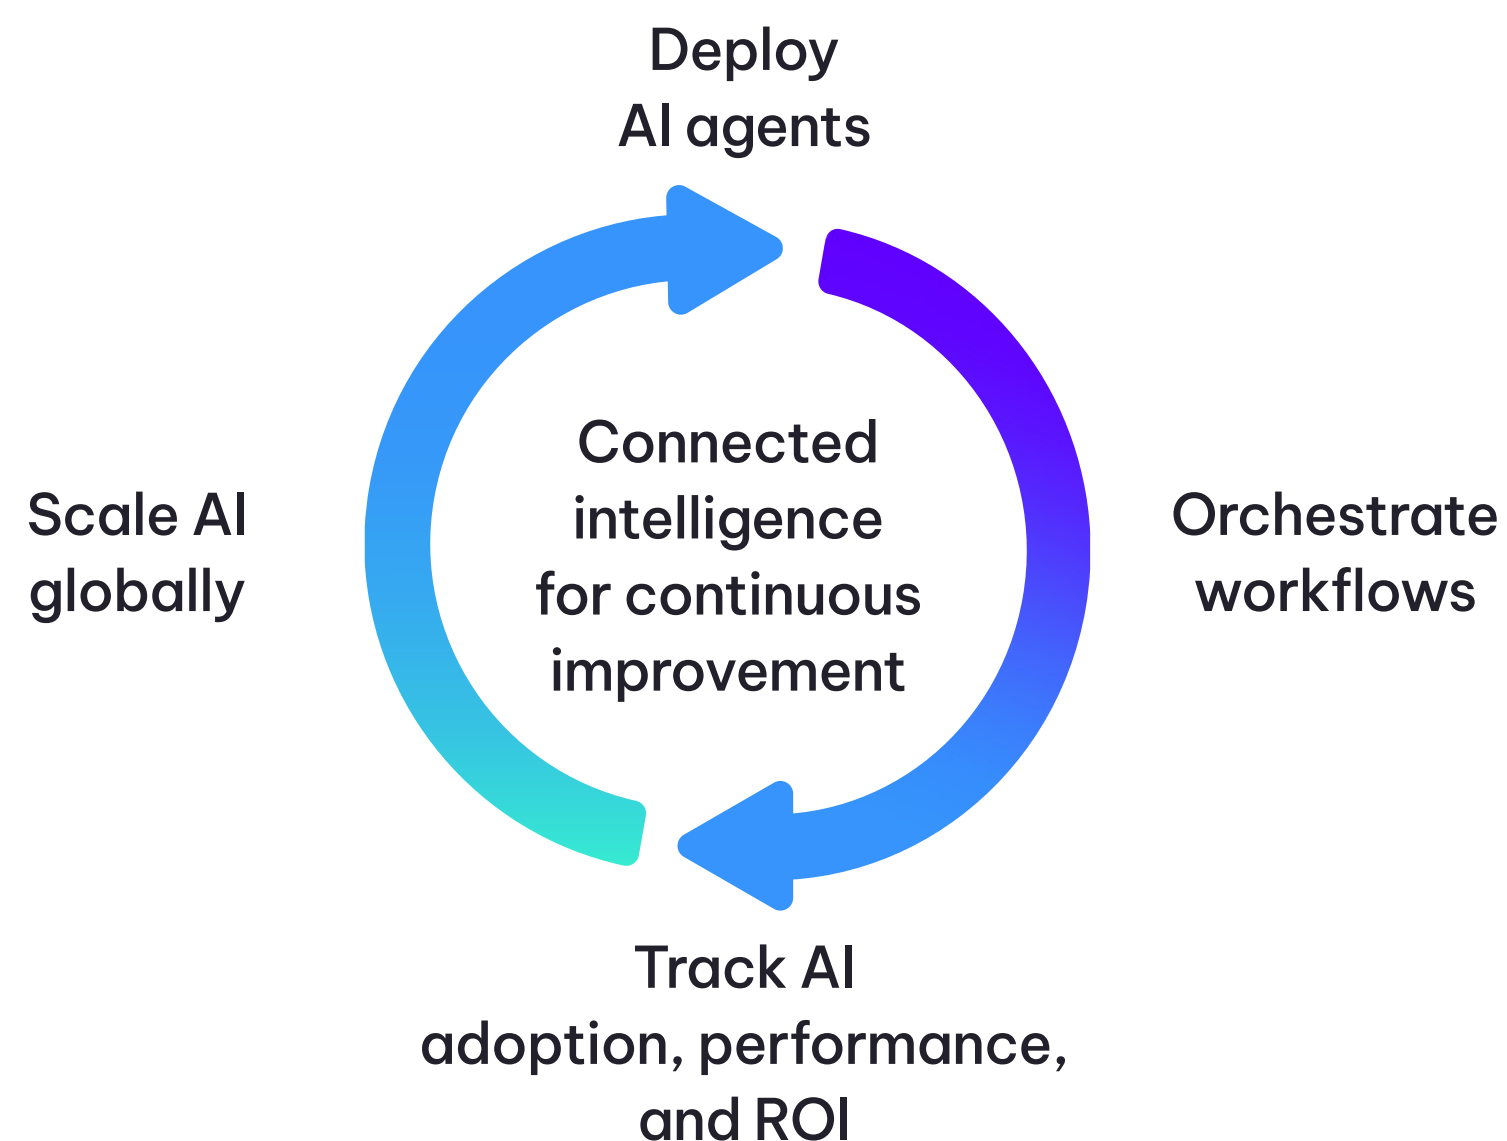 Deploy
AI agents
Connected
intelligence
for continuous
improvement
Scale AI
globally
Orchestrate
workflows
Track AI
adoption, performance,
and ROI